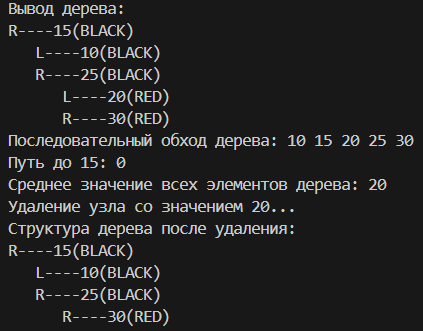 Вывод дерева:
R----15(BLACK)
   L----10(BLACK)
   R----25(BLACK)
      L----20(RED)
      R----30(RED)
Последовательный обход дерева: 10 15 20 25 30
Путь до 15: 0
Среднее значение всех элементов дерева: 20
Удаление узла со значением 20...
Структура дерева после удаления:
R----15(BLACK)
   L----10(BLACK)
   R----25(BLACK)
      R----30(RED)